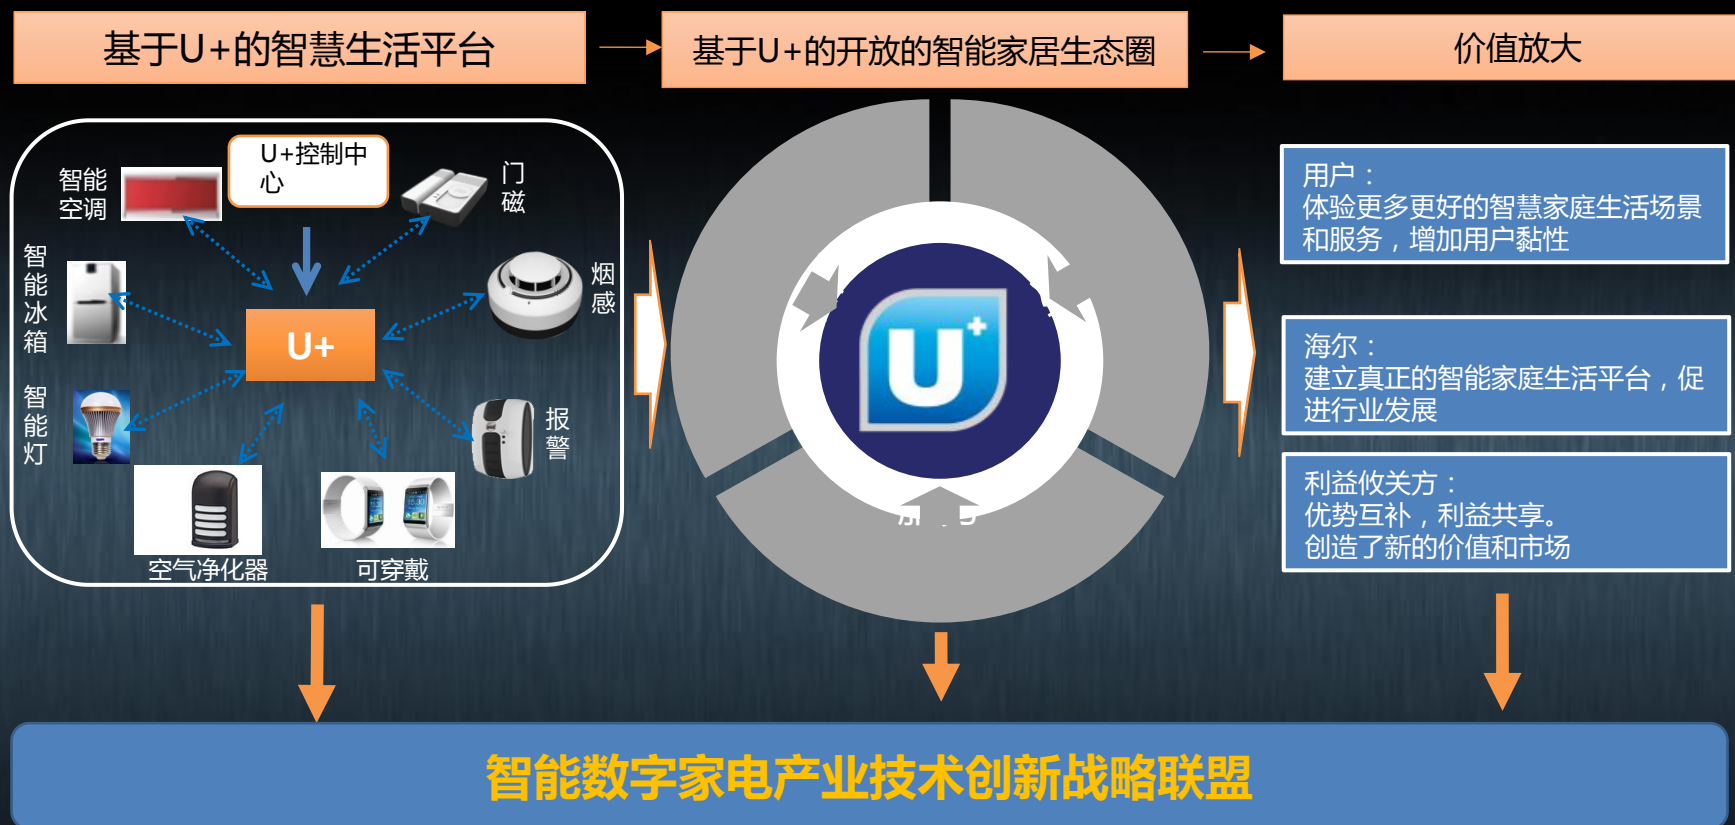 基于U+的智慧生活平台
基于U+的开放的智能家居生态圈
价值放大
U+控制中
心
智能
空调
门
磁
智
能
冰
箱
烟
感
U+
智
能
灯
报
警
空气净化器
可穿戴
U+
用户：
体验更多更好的智慧家庭生活场景
和服务，增加用户黏性
海尔：
建立真正的智能家庭生活平台，促
进行业发展
利益攸关方：
优势互补，利益共享。
创造了新的价值和市场
智能数字家电产业技术创新战略联盟